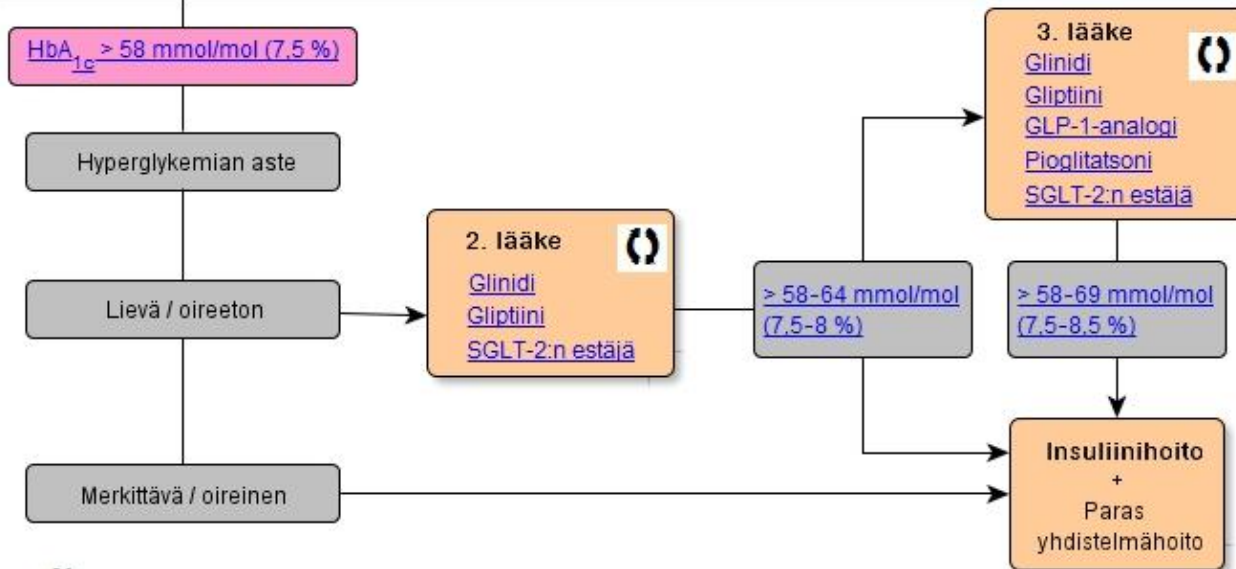 HbA1c > 58 mmol/mol (7,5 %)
Hyperglykemian aste
Lievä / oireeton
Merkittävä / oireinen
2. lääke
Glinidi
Gliptiini
SGLT-2:n estäjä
> 58-64 mmol/mol
(7,5-8 %)
3. lääke
Glinidi
Gliptiini
GLP-1-analogi
Pioglitatsoni
SGLT-2:n estäjä
> 58-69 mmol/mol
(7,5-8,5 %)
Insuliinihoito
+
Paras
yhdistelmähoito